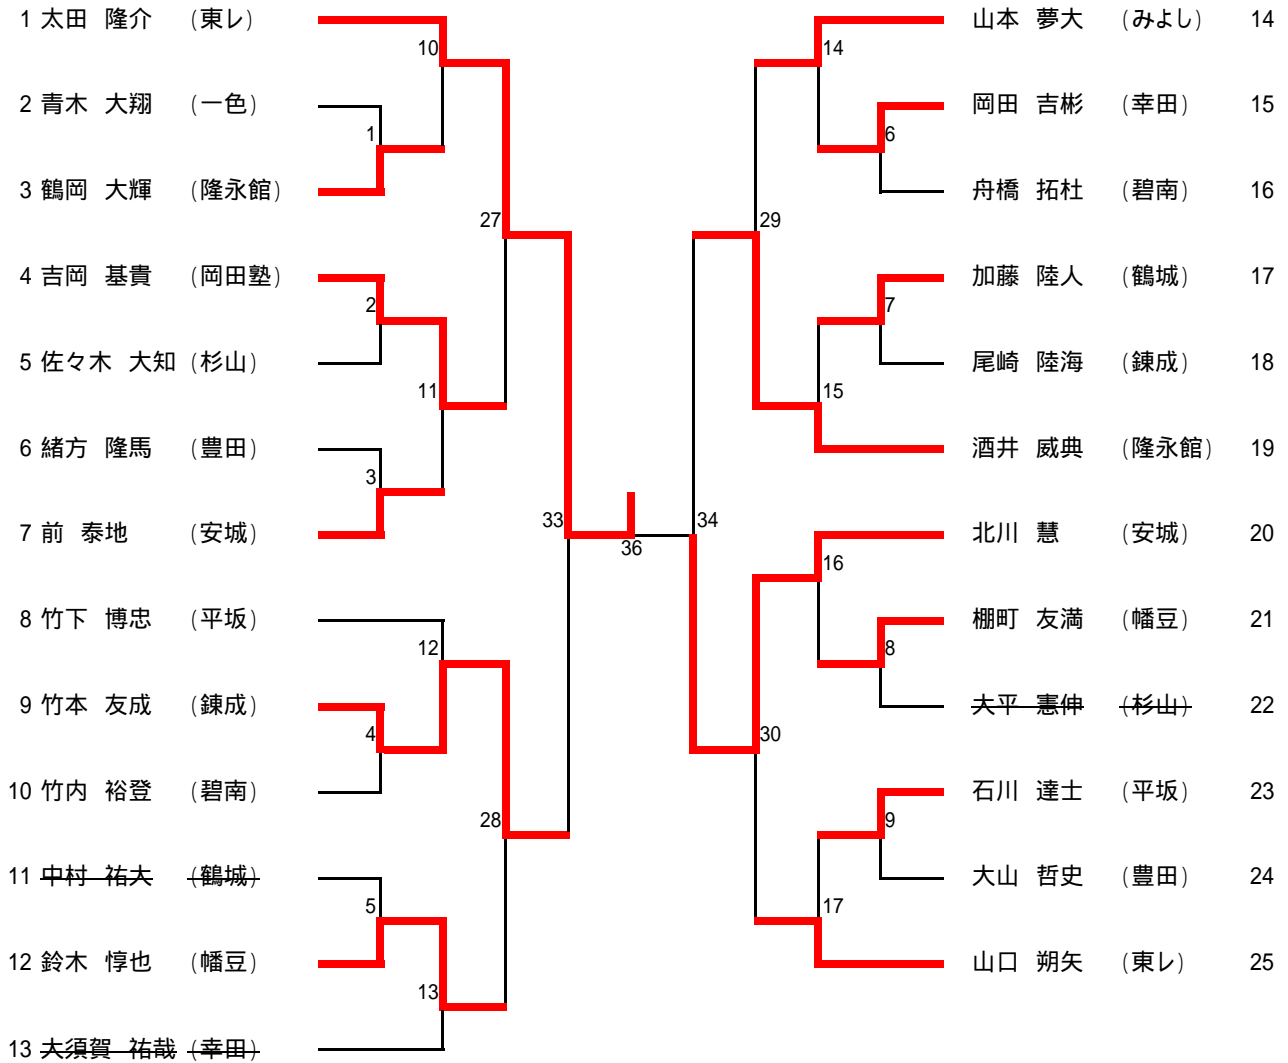 1 太田 隆介 (東レ)
10
2 青木 大翔 (一色)
1
3 鶴岡 大輝 (隆永館)
27
4 吉岡 基貴 (岡田塾)
2
5 佐々木 大知 (杉山)
11
6 緒方 隆馬 (豊田)
3
7 前 泰地 (安城)
33
36
8 竹下 博忠 (平坂)
12
9 竹本 友成 (錬成)
4
10 竹内 裕登 (碧南)
28
11 中村 祐大 (鶴城)
5
12 鈴木 惇也 (幡豆)
13
13 大須賀 祐哉 (幸田)
山本 夢大 (みよし) 14
14
岡田 吉彬 (幸田) 15
6
舟橋 拓杜 (碧南) 16
29
加藤 陸人 (鶴城) 17
7
尾崎 陸海 (錬成) 18
15
酒井 威典 (隆永館) 19
34
北川 慧 (安城) 20
16
棚町 友満 (幡豆) 21
8
大平 憲伸 (杉山) 22
30
石川 達士 (平坂) 23
9
大山 哲史 (豊田) 24
17
山口 朔矢 (東レ) 25